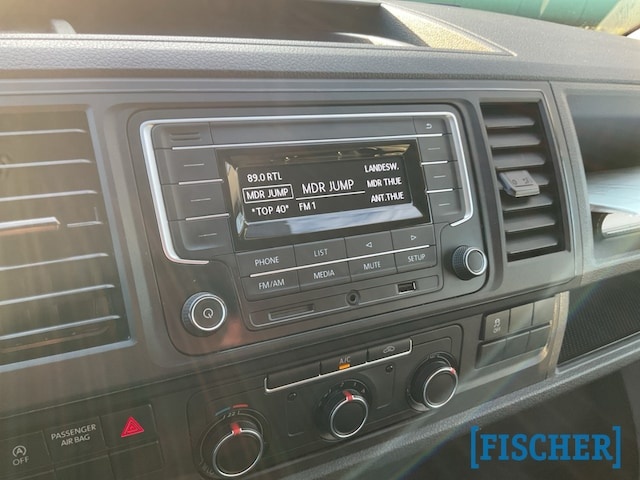 89.0 RTL LANDESW.
MDR JUMP MDR JUMP MDR THUE
"TOP 40" FM 1 ANT.THUE
PHONE LIST
FM/AM MEDIA MUTE SETUP
A/C
OFF
PASSENGER
AIR BAG
A OFF
[FISCHER]